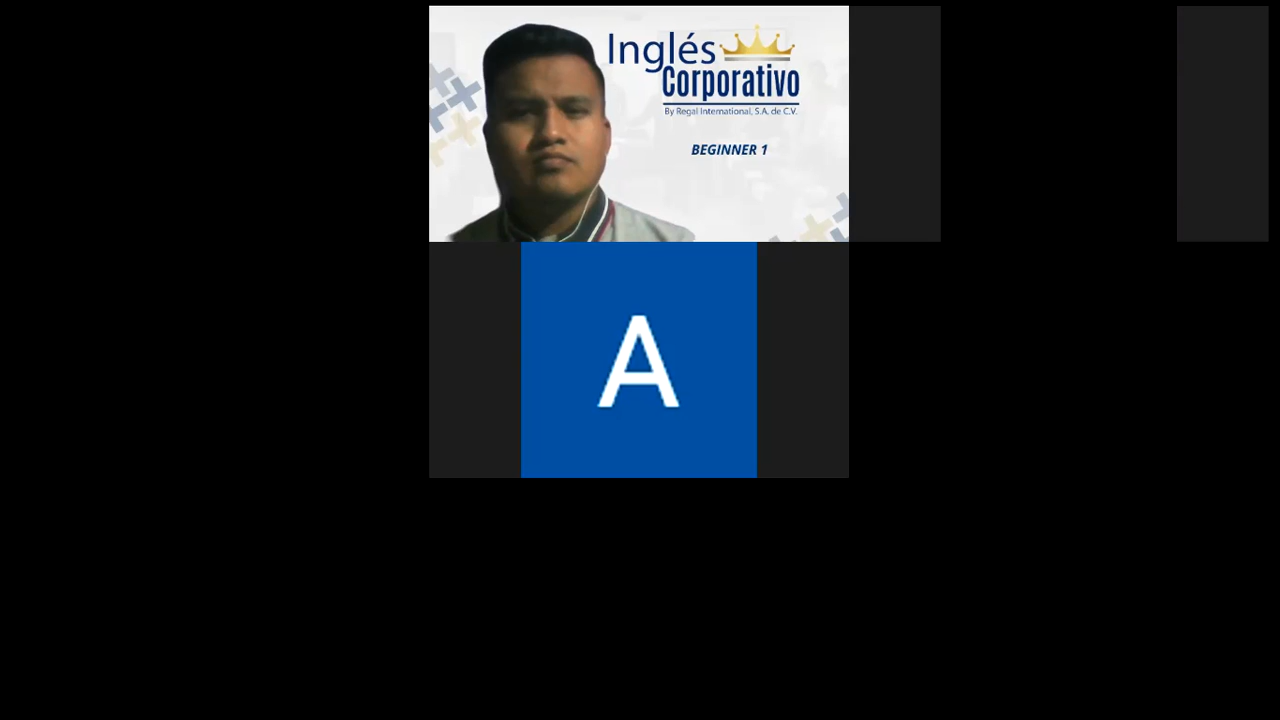 Inglés
Corporativo
By Regal International, S.A. de C.V.
BEGINNER 1
A